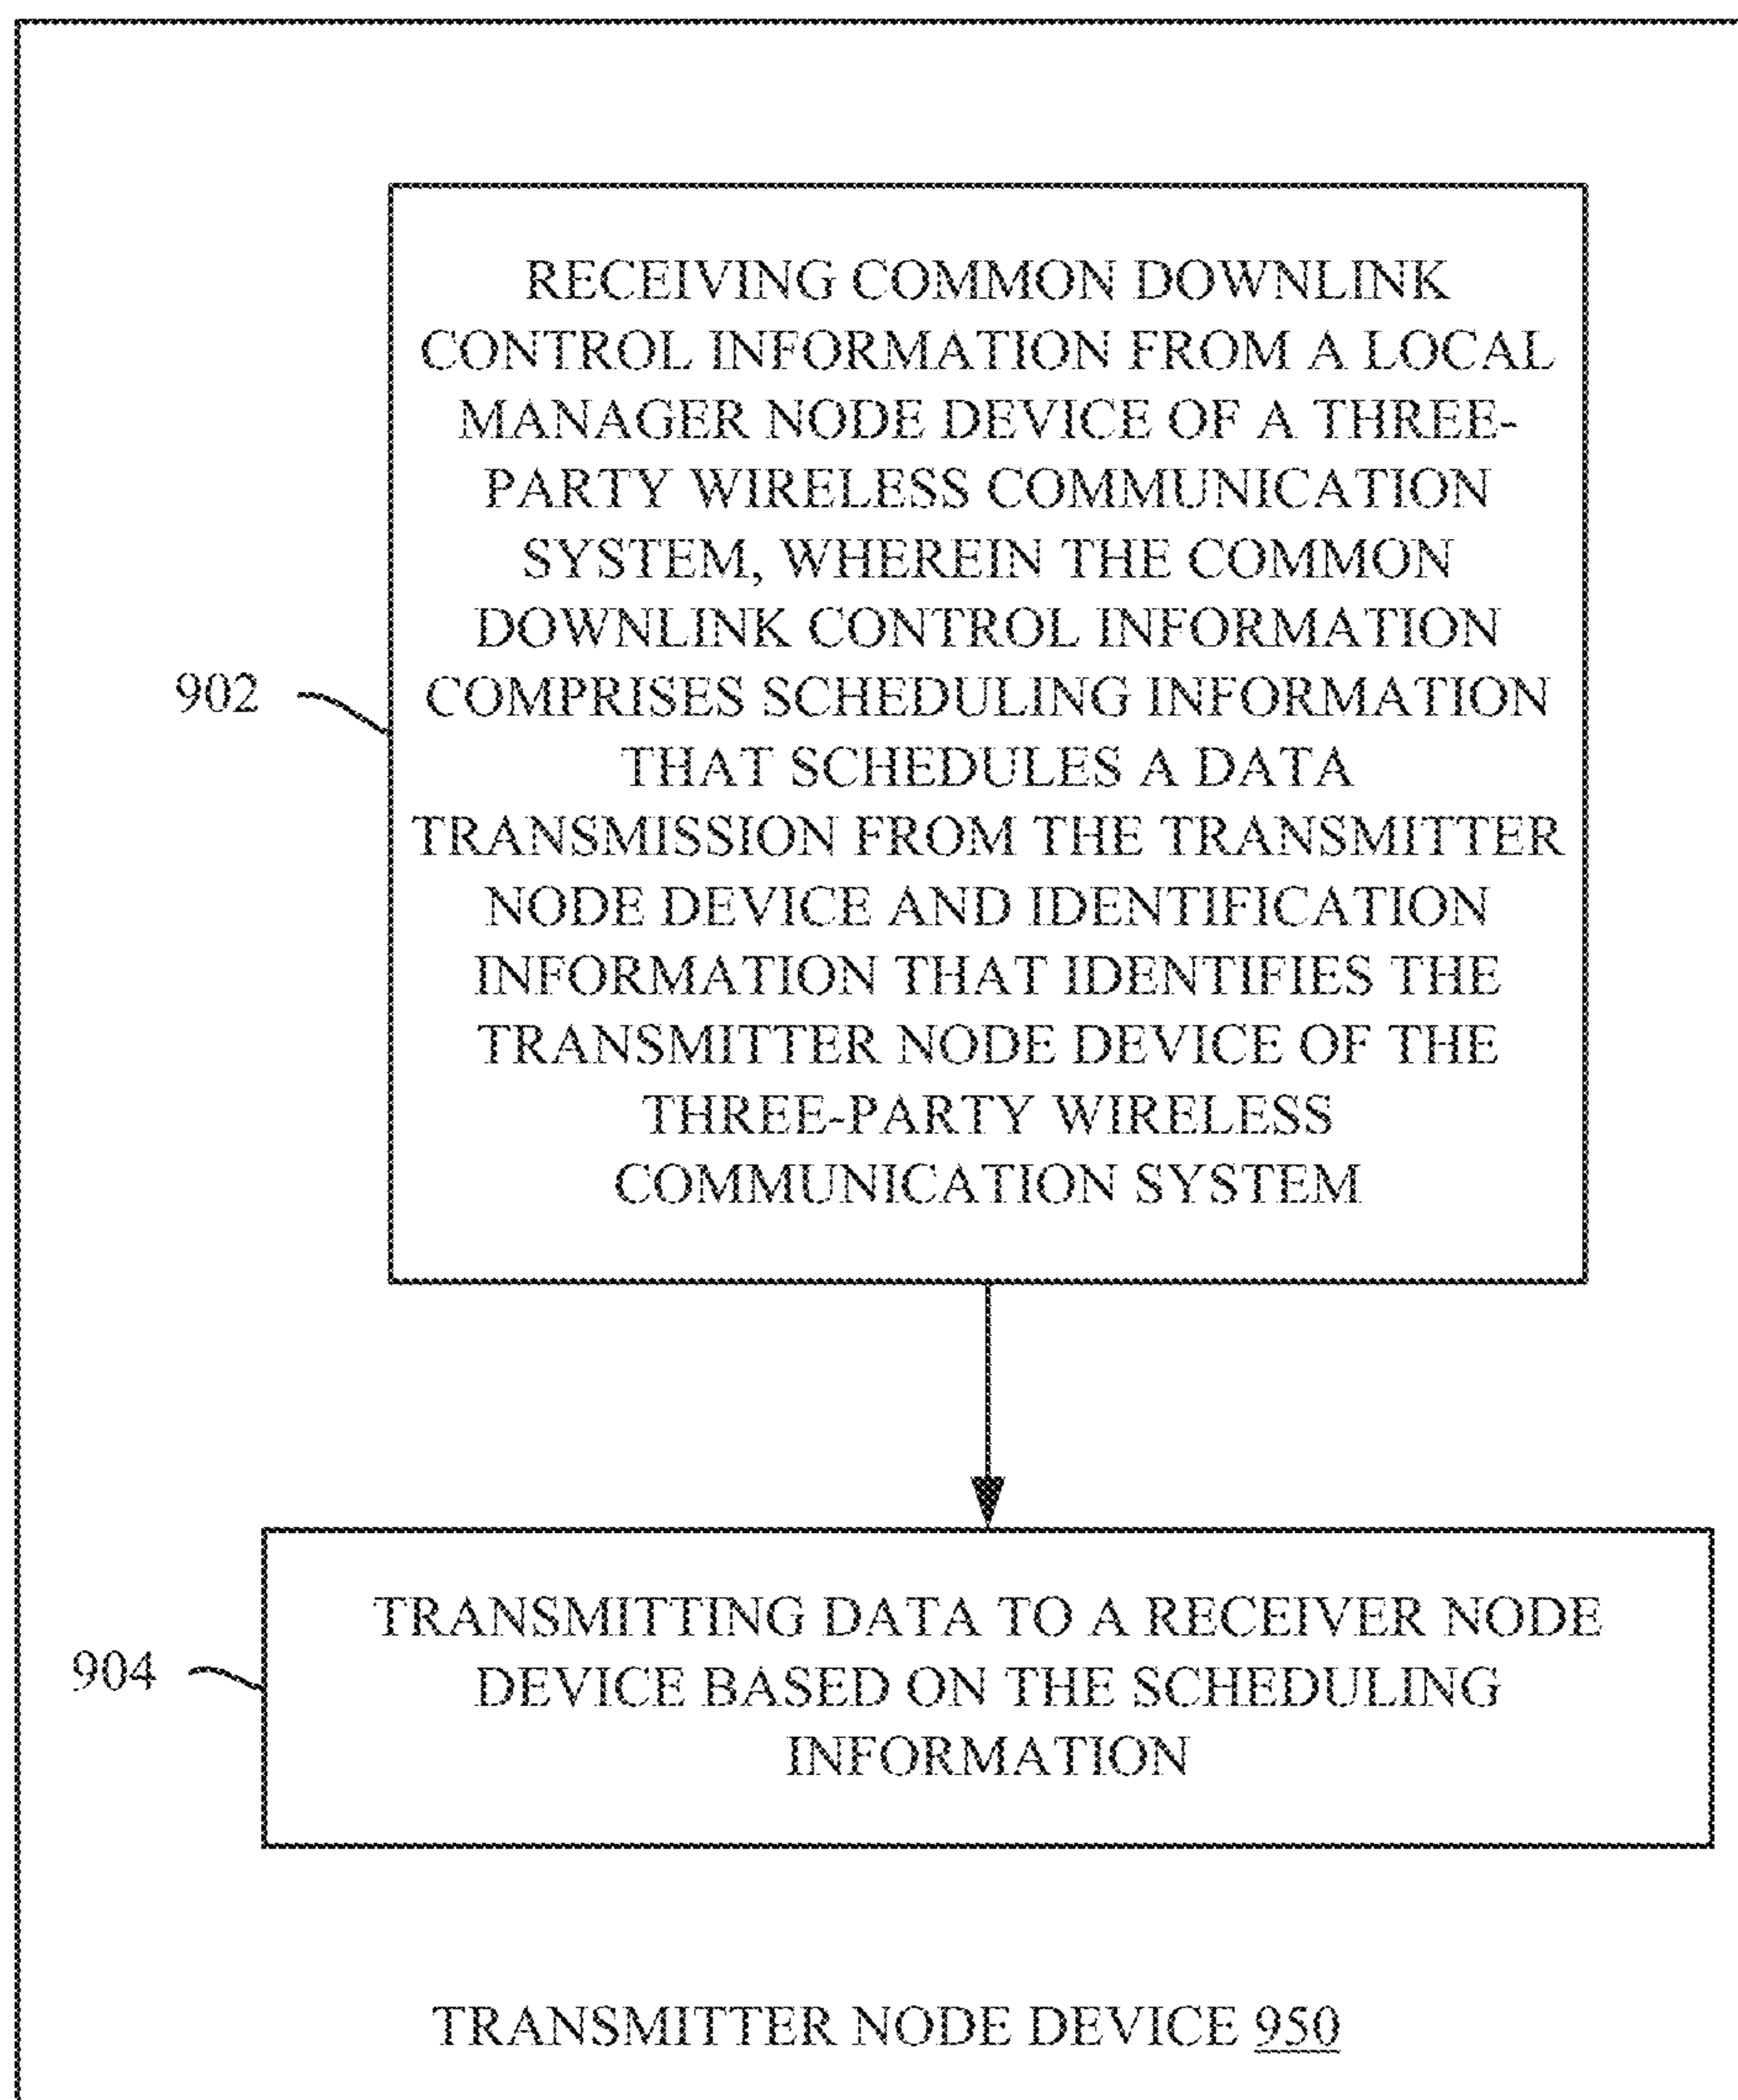 RECEIVING COMMON DOWNLINK
CONTROL INFORMATION FROM A LOCAL
MANAGER NODE DEVICE OF A THREE-
PARTY WIRELESS COMMUNICATION
SYSTEM, WHEREIN THE COMMON
DOWNLINK CONTROL INFORMATION
COMPRISES SCHEDULING INFORMATION
THAT SCHEDULES A DATA
TRANSMISSION FROM THE TRANSMITTER
NODE DEVICE AND IDENTIFICATION
INFORMATION THAT IDENTIFIES THE
TRANSMITTER NODE DEVICE OF THE
THREE-PARTY WIRELESS
COMMUNICATION SYSTEM
902
TRANSMITTING DATA TO A RECEIVER NODE
DEVICE BASED ON THE SCHEDULING
INFORMATION
904
TRANSMITTER NODE DEVICE 950